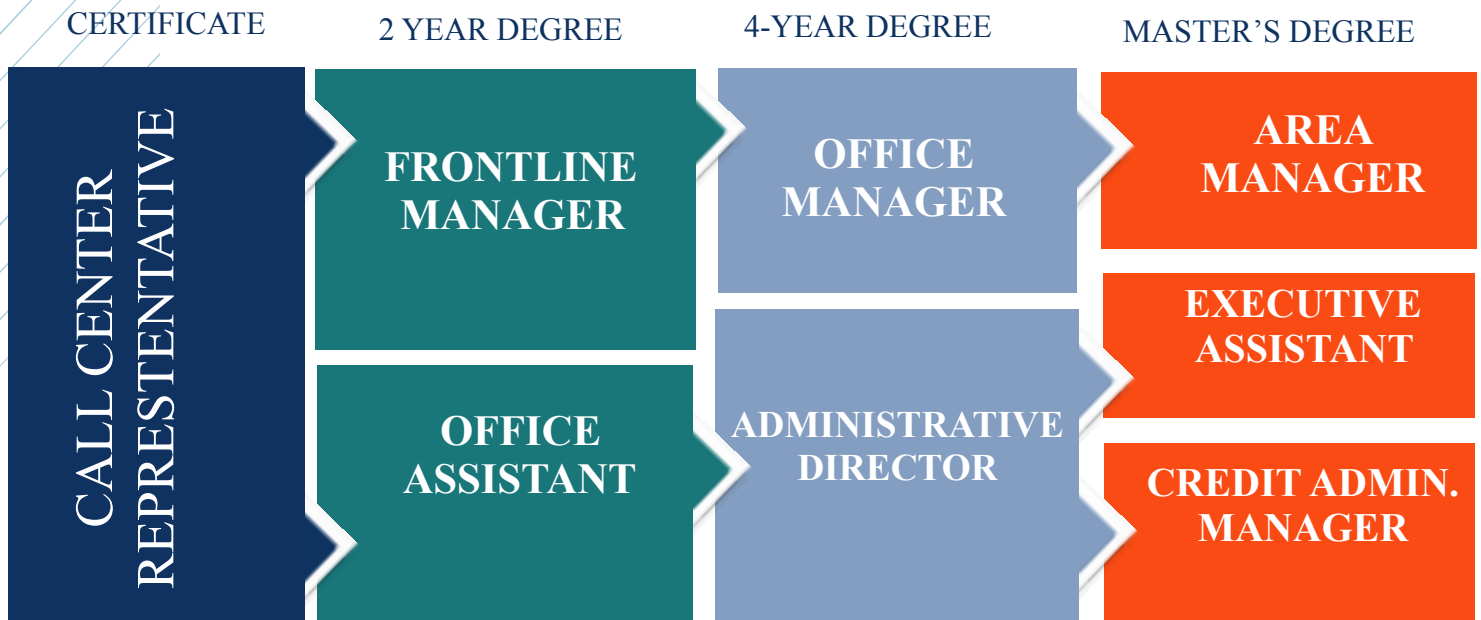 CERTIFICATE
2 YEAR DEGREE
4-YEAR DEGREE
MASTER’S DEGREE
CALL CENTER
REPRESTENTATIVE
FRONTLINE
MANAGER
OFFICE
ASSISTANT
OFFICE
MANAGER
ADMINISTRATIVE
DIRECTOR
AREA
MANAGER
EXECUTIVE
ASSISTANT
CREDIT ADMIN.
MANAGER